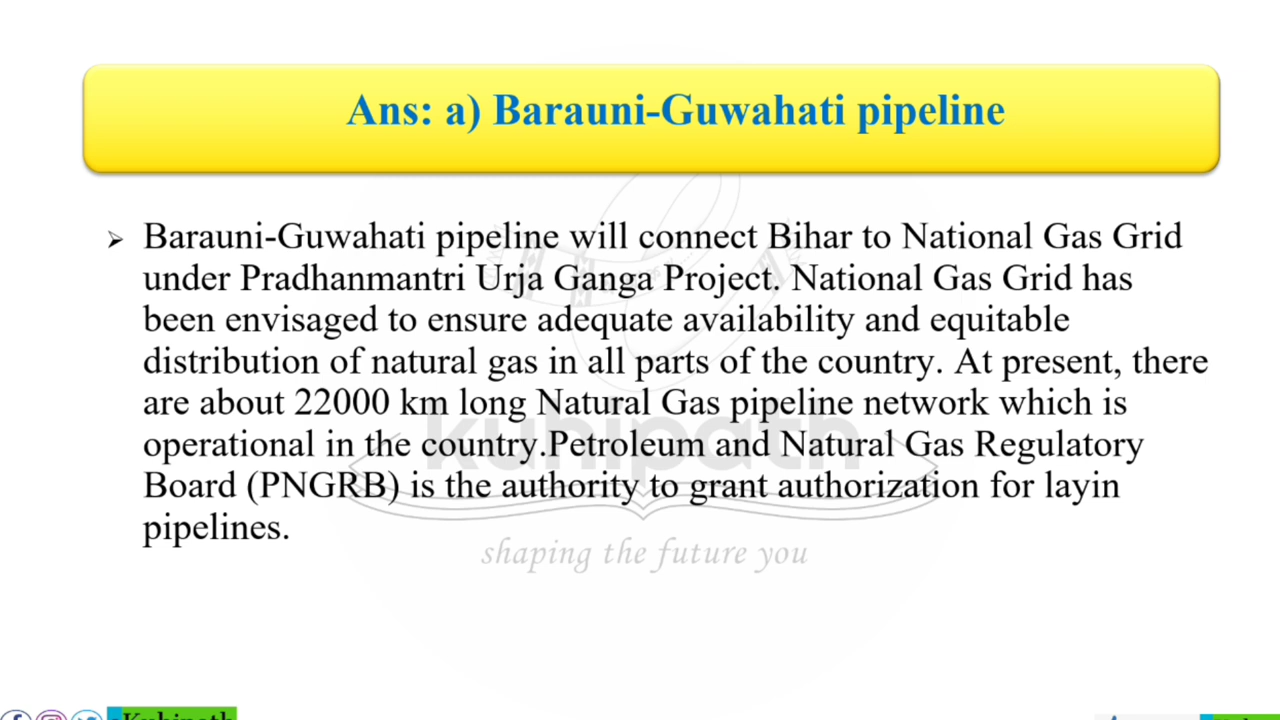 Ans: a) Barauni-Guwahati pipeline
Barauni-Guwahati pipeline will connect Bihar to National Gas Grid
under Pradhanmantri Urja Ganga Project. National Gas Grid has
been envisaged to ensure adequate availability and equitable
distribution of natural gas in all parts of the country. At present, there
are about 22000 km long Natural Gas pipeline network which is
operational in the country.Petroleum and Natural Gas Regulatory
Board (PNGRB) is the authority to grant authorization for layin
pipelines.
kuhipath
shaping the future you